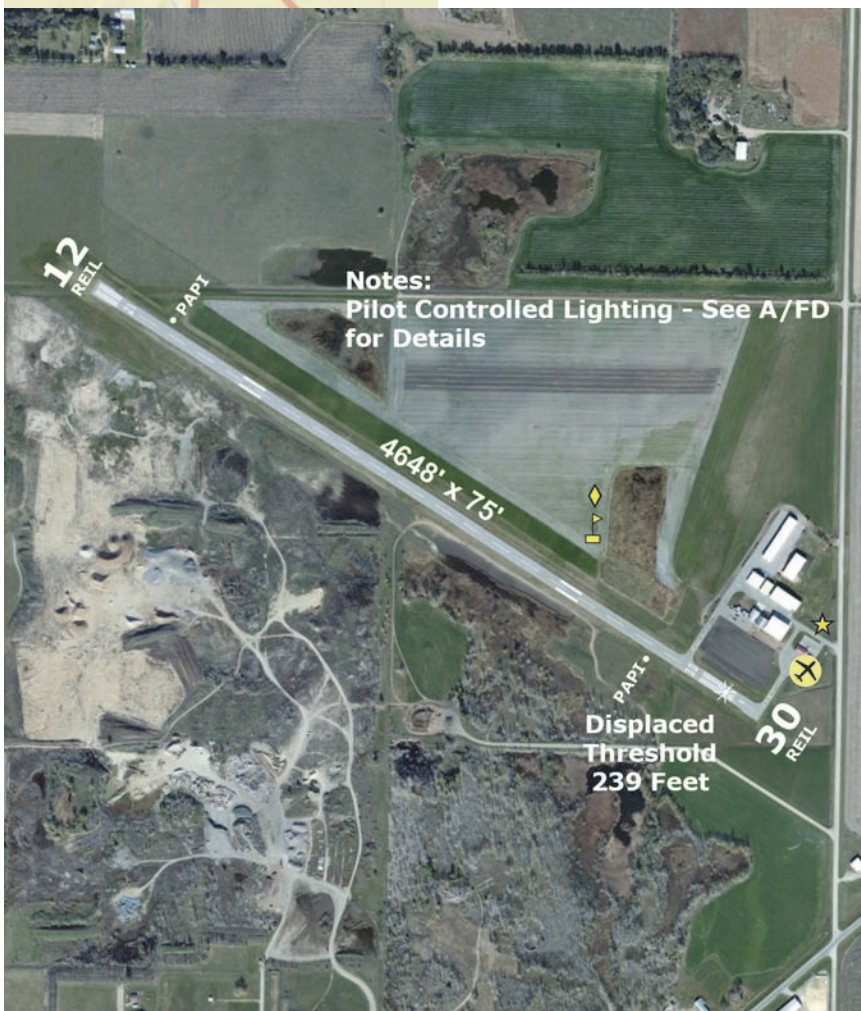 12
REIL
PAPI
Notes:
Pilot Controlled Lighting - See A/FD
for Details
4648' x 75'
PAPI
Displaced
Threshold
239 Feet
30
REIL